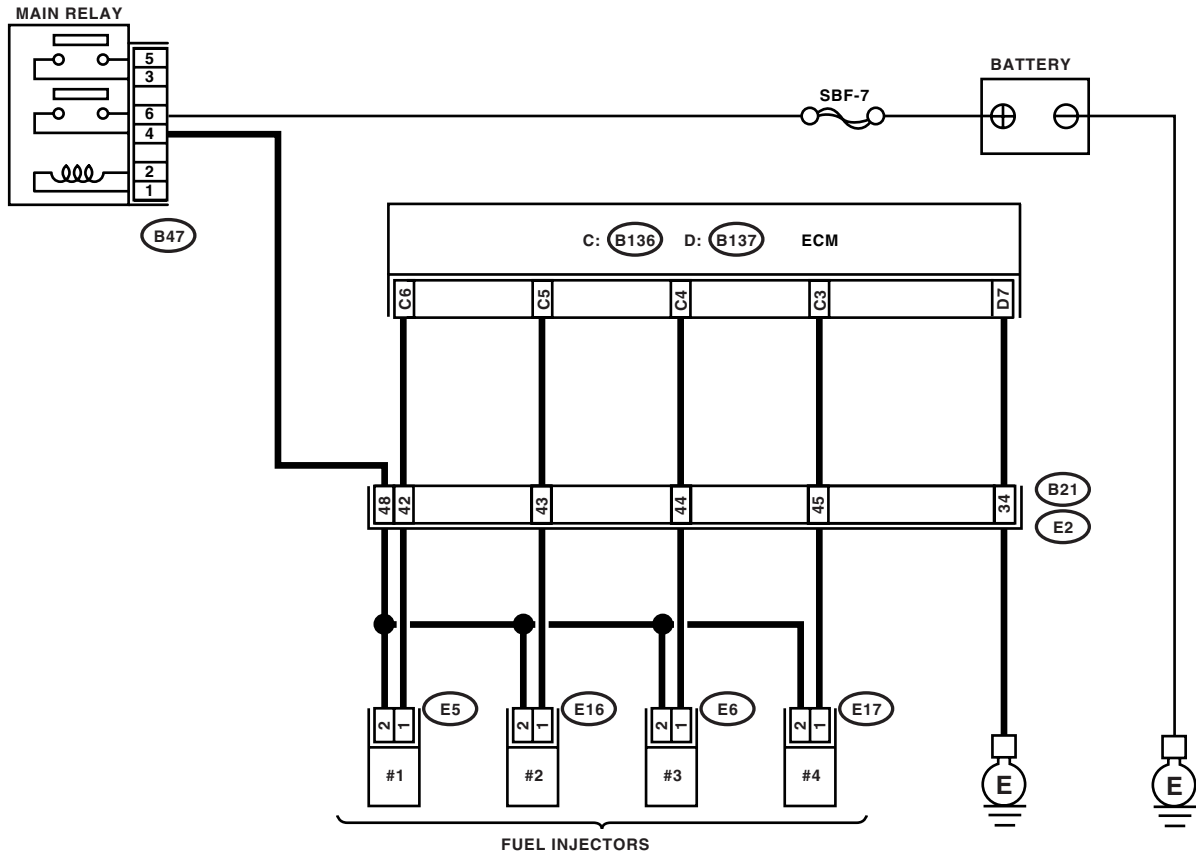 MAIN RELAY
5
3
6
4
2
1
B47
SBF-7
BATTERY
C: B136 D: B137 ECM
C6 C5 C4 C3 D7
48 42 43 44 45 34
B21
E2
2 1 E5 2 1 E16 2 1 E6 2 1 E17
#1 #2 #3 #4
E E
FUEL INJECTORS